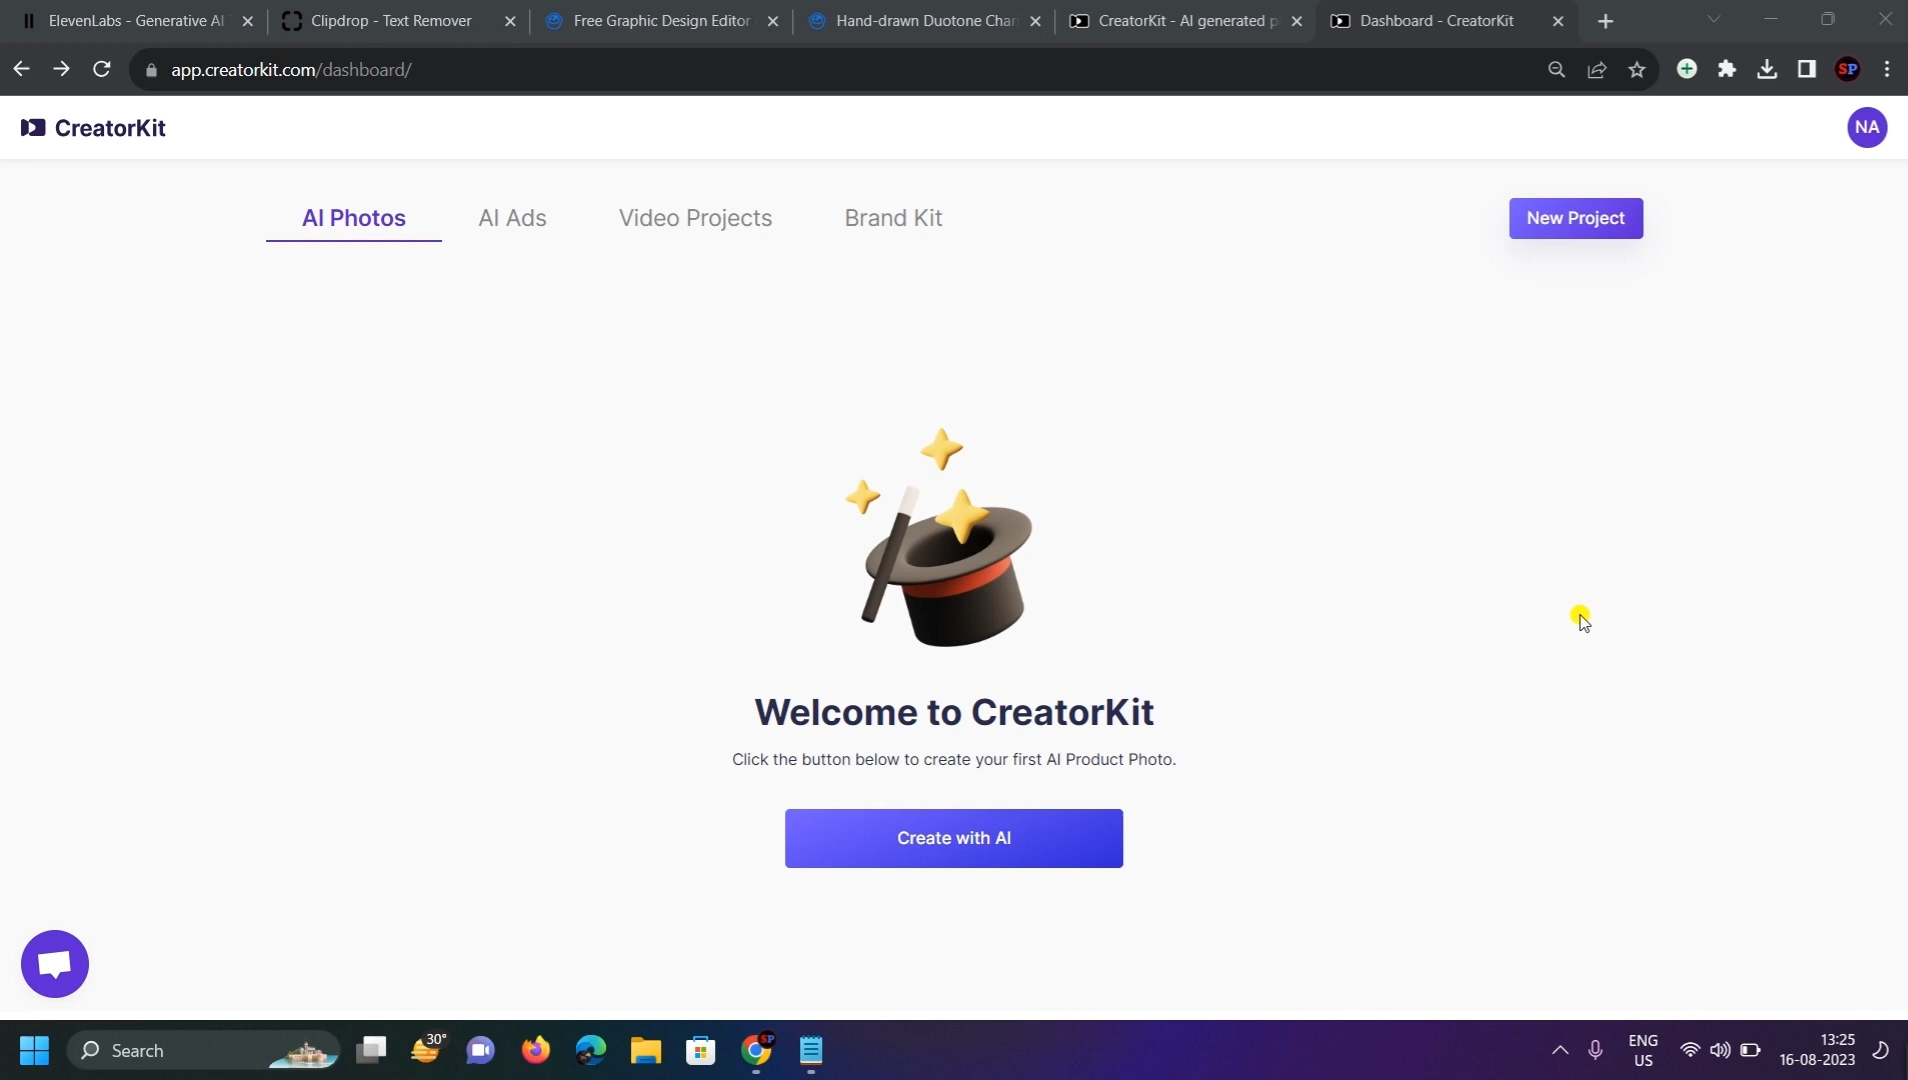 ElevenLabs - Generative AI
Clipdrop - Text Remover
Free Graphic Design Editor
Hand-drawn Duotone Char
CreatorKit - AI generated p
Dashboard - CreatorKit
app.creatorkit.com/dashboard/
SP
CreatorKit
NA
AI Photos
AI Ads
Video Projects
Brand Kit
New Project
Welcome to CreatorKit
Click the button below to create your first AI Product Photo.
Create with AI
Search
30°
SP
ENG
US
13:25
16-08-2023